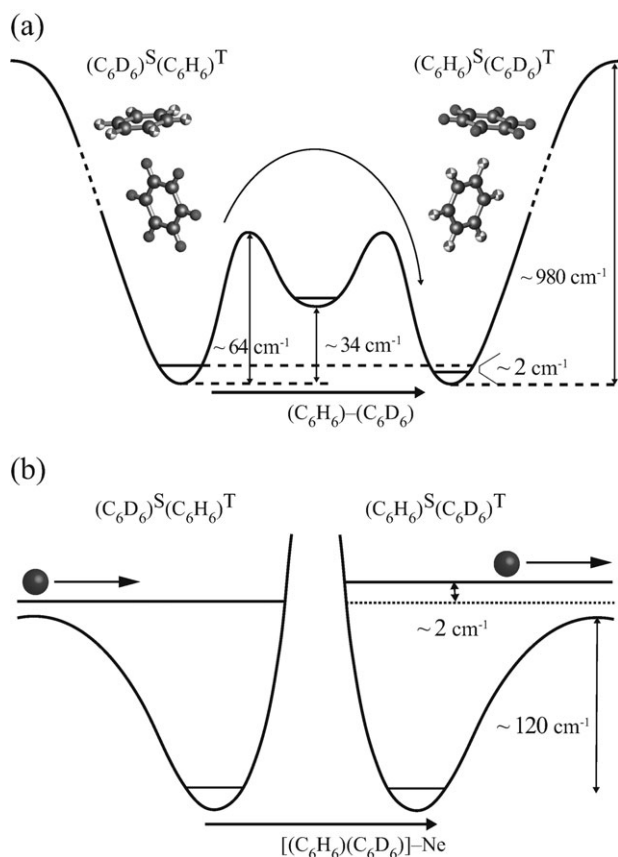 (a)
(C₆D₆)ˢ(C₆H₆)ᵀ
(C₆H₆)ˢ(C₆D₆)ᵀ
~ 980 cm⁻¹
~ 64 cm⁻¹
~ 34 cm⁻¹
~ 2 cm⁻¹
(C₆H₆)–(C₆D₆)
(b)
(C₆D₆)ˢ(C₆H₆)ᵀ
(C₆H₆)ˢ(C₆D₆)ᵀ
~ 2 cm⁻¹
~ 120 cm⁻¹
[(C₆H₆)(C₆D₆)]–Ne